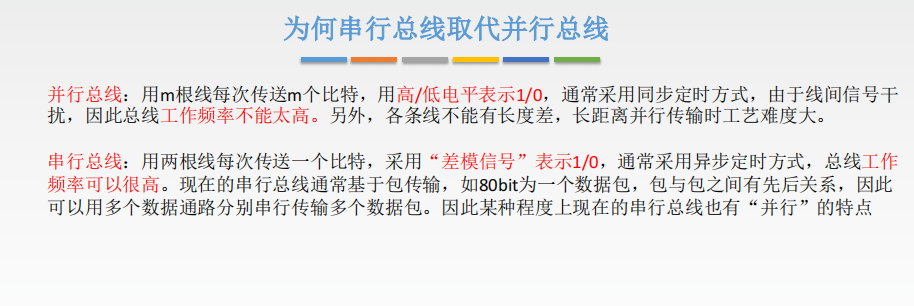 为何串行总线取代并行总线
并行总线：用m根线每次传送m个比特，用高/低电平表示1/0，通常采用同步定时方式，由于线间信号干
扰，因此总线工作频率不能太高。另外，各条线不能有长度差，长距离并行传输时工艺难度大。
串行总线：用两根线每次传送一个比特，采用“差模信号”表示1/0，通常采用异步定时方式，总线工作
频率可以很高。现在的串行总线通常基于包传输，如80bit为一个数据包，包与包之间有先后关系，因此
可以用多个数据通路分别串行传输多个数据包。因此某种程度上现在的串行总线也有“并行”的特点